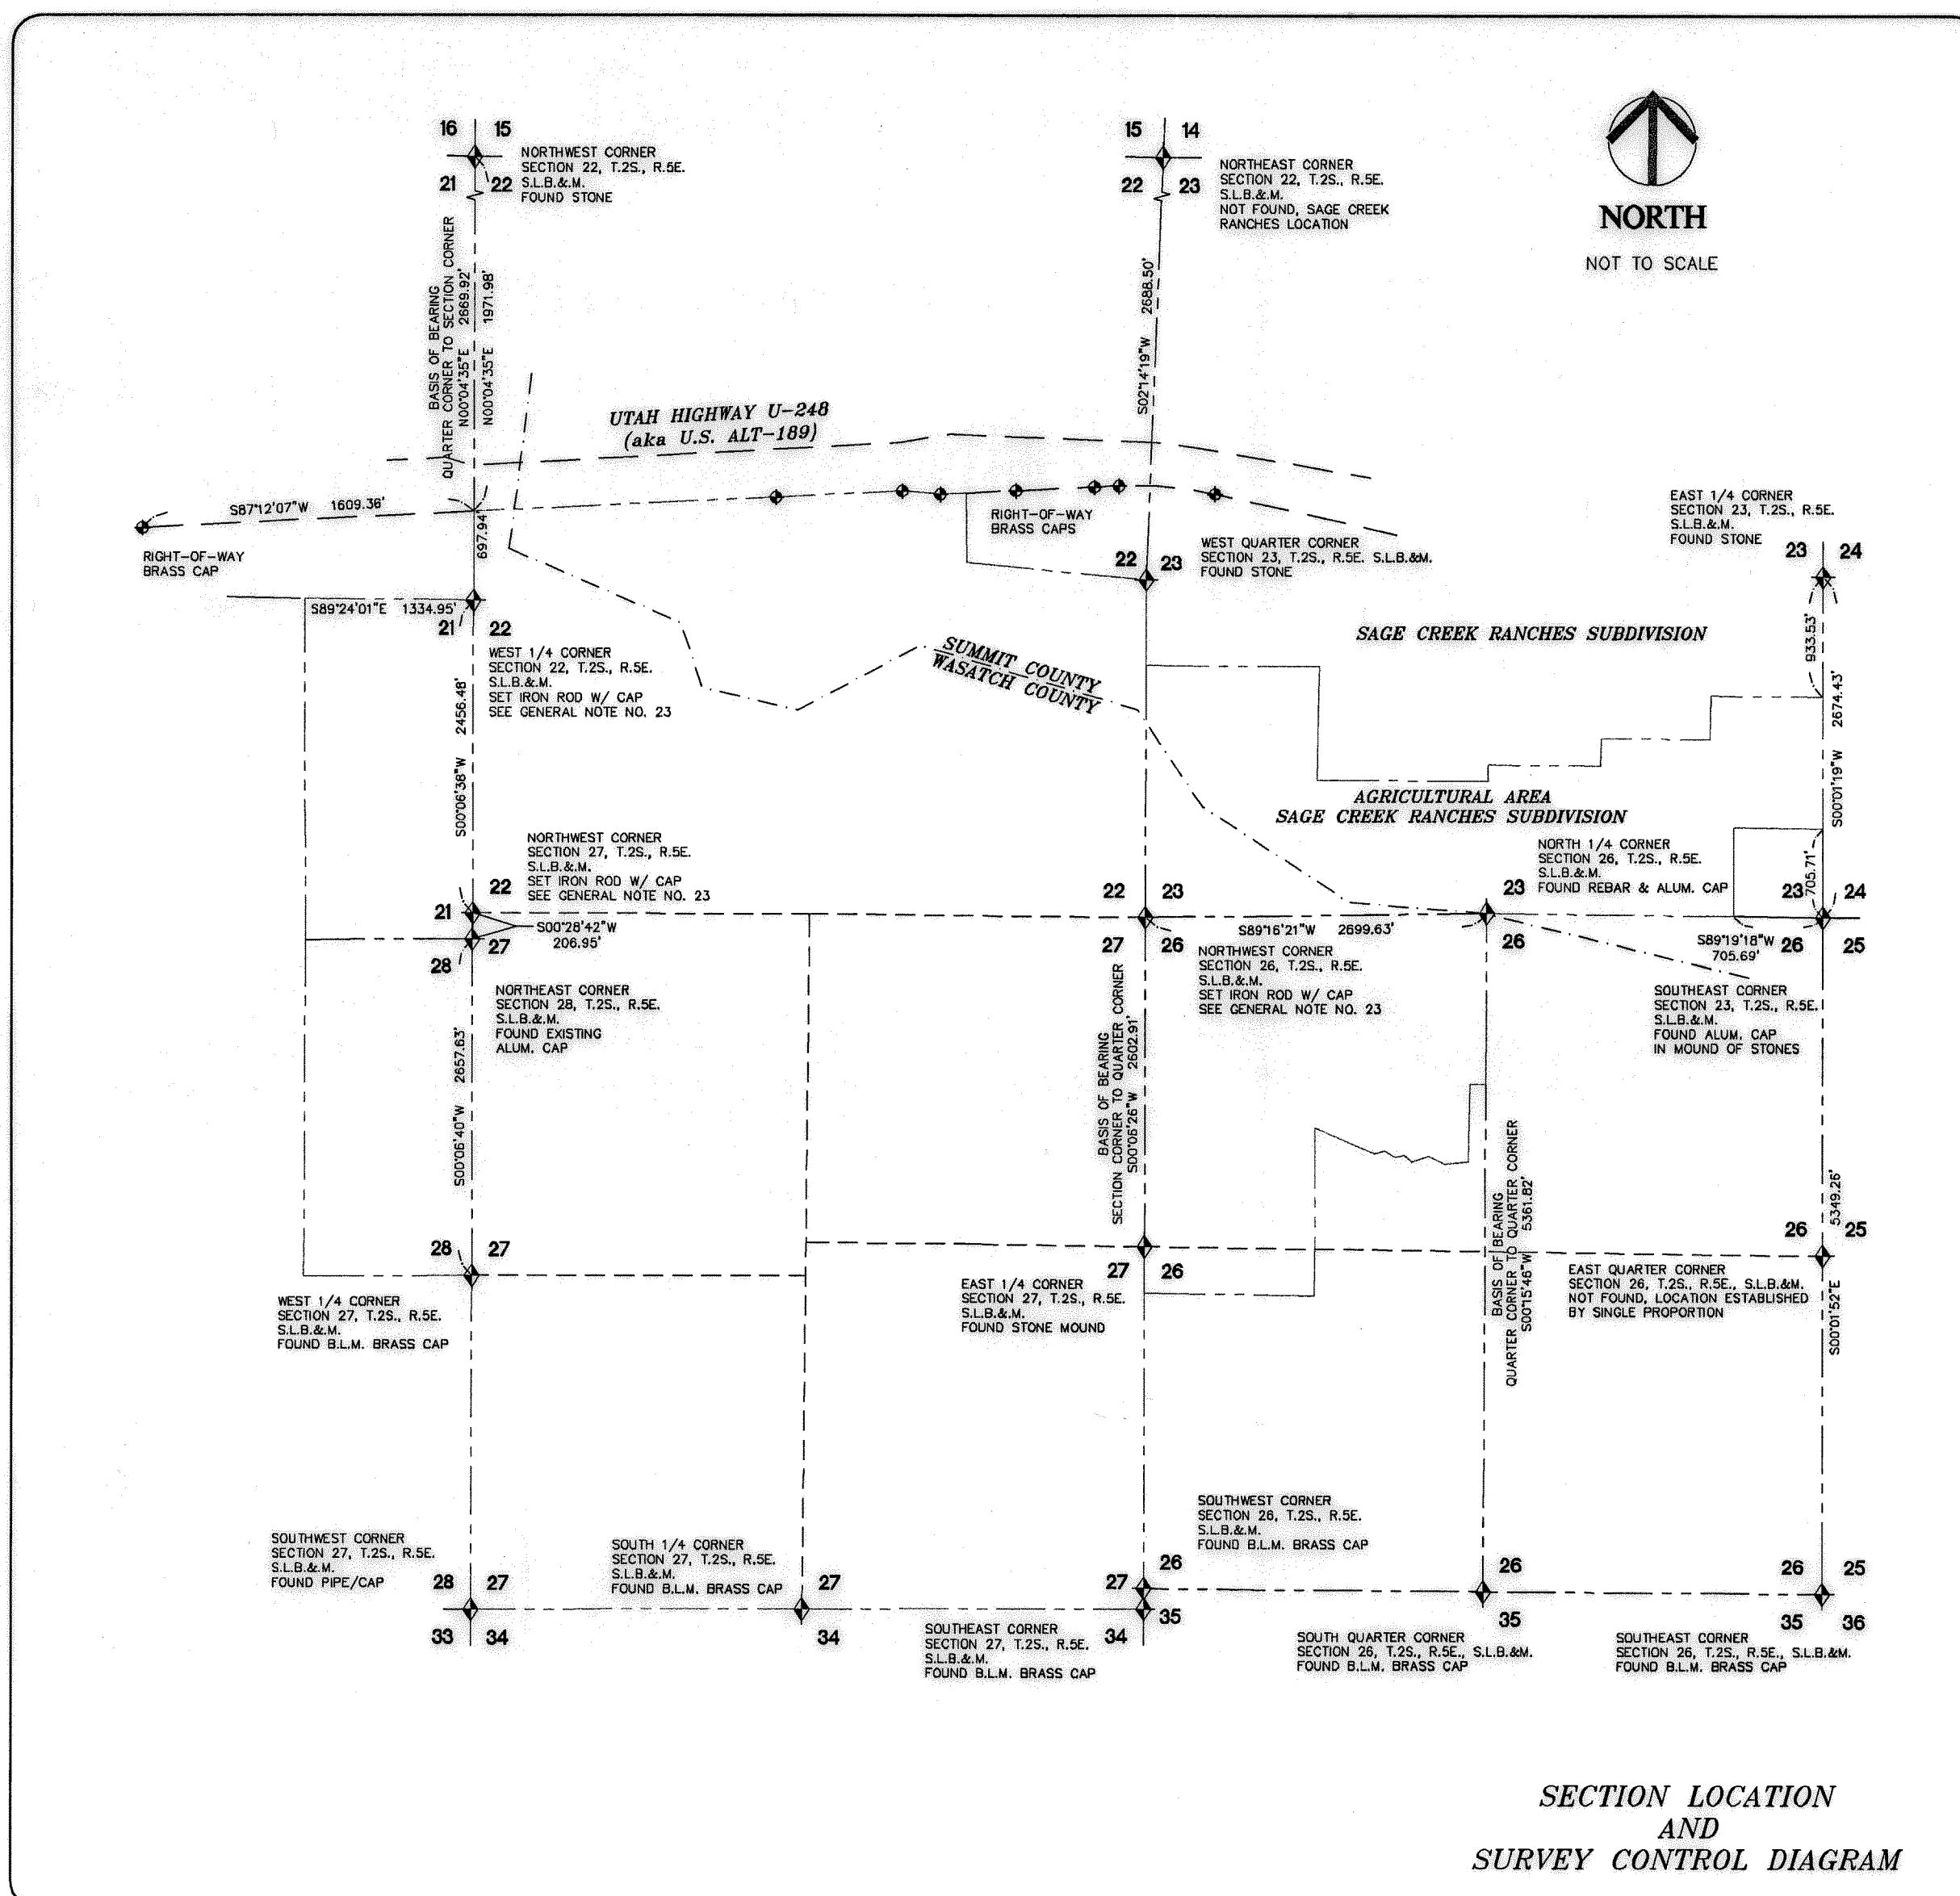 16 15
NORTHWEST CORNER
SECTION 22, T.2S., R.5E.
S.L.B.&.M.
FOUND STONE
21 22
15 14
NORTHEAST CORNER
SECTION 22, T.2S., R.5E.
S.L.B.&.M.
NOT FOUND, SAGE CREEK
RANCHES LOCATION
22 23
NORTH
NOT TO SCALE
BASIS OF BEARING
QUARTER CORNER TO SECTION CORNER
N00°04'35"E 2669.92'
N00°04'35"E 1971.98'
S02°14'19"W 2688.50'
UTAH HIGHWAY U-248
(aka U.S. ALT-189)
S87°12'07"W 1609.36'
RIGHT-OF-WAY
BRASS CAP
697.94'
RIGHT-OF-WAY
BRASS CAPS
22 23
WEST QUARTER CORNER
SECTION 23, T.2S., R.5E. S.L.B.&M.
FOUND STONE
EAST 1/4 CORNER
SECTION 23, T.2S., R.5E.
S.L.B.&.M.
FOUND STONE
23 24
S89°24'01"E 1334.95'
21 22
WEST 1/4 CORNER
SECTION 22, T.2S., R.5E.
S.L.B.&.M.
SET IRON ROD W/ CAP
SEE GENERAL NOTE NO. 23
S00°06'38"W 2456.48'
SUMMIT COUNTY
WASATCH COUNTY
SAGE CREEK RANCHES SUBDIVISION
933.53'
S00°01'19"W 2674.43'
AGRICULTURAL AREA
SAGE CREEK RANCHES SUBDIVISION
NORTHWEST CORNER
SECTION 27, T.2S., R.5E.
S.L.B.&.M.
SET IRON ROD W/ CAP
SEE GENERAL NOTE NO. 23
21 22
S00°28'42"W
206.95'
28 27
NORTHEAST CORNER
SECTION 28, T.2S., R.5E.
S.L.B.&.M.
FOUND EXISTING
ALUM. CAP
22 23
27 26
S89°16'21"W 2699.63'
NORTHWEST CORNER
SECTION 26, T.2S., R.5E.
S.L.B.&.M.
SET IRON ROD W/ CAP
SEE GENERAL NOTE NO. 23
NORTH 1/4 CORNER
SECTION 26, T.2S., R.5E.
S.L.B.&.M.
FOUND REBAR & ALUM. CAP
23
26
705.71'
23 24
S89°19'18"W
705.69'
26 25
SOUTHEAST CORNER
SECTION 23, T.2S., R.5E.
S.L.B.&.M.
FOUND ALUM. CAP
IN MOUND OF STONES
S00°06'40"W 2657.63'
BASIS OF BEARING
SECTION CORNER TO QUARTER CORNER
S00°06'26"W 2602.91'
BASIS OF BEARING
QUARTER CORNER TO QUARTER CORNER
S00°15'46"W 5361.82'
28 27
WEST 1/4 CORNER
SECTION 27, T.2S., R.5E.
S.L.B.&.M.
FOUND B.L.M. BRASS CAP
27 26
EAST 1/4 CORNER
SECTION 27, T.2S., R.5E.
S.L.B.&.M.
FOUND STONE MOUND
26 25
EAST QUARTER CORNER
SECTION 26, T.2S., R.5E., S.L.B.&M.
NOT FOUND, LOCATION ESTABLISHED
BY SINGLE PROPORTION
S00°01'52"E 5349.26'
SOUTHWEST CORNER
SECTION 27, T.2S., R.5E.
S.L.B.&.M.
FOUND PIPE/CAP
28 27
33 34
SOUTH 1/4 CORNER
SECTION 27, T.2S., R.5E.
S.L.B.&.M.
FOUND B.L.M. BRASS CAP
27
34
SOUTHWEST CORNER
SECTION 26, T.2S., R.5E.
S.L.B.&.M.
FOUND B.L.M. BRASS CAP
26
27
35
34
SOUTHEAST CORNER
SECTION 27, T.2S., R.5E.
S.L.B.&.M.
FOUND B.L.M. BRASS CAP
26
35
SOUTH QUARTER CORNER
SECTION 26, T.2S., R.5E., S.L.B.&M.
FOUND B.L.M. BRASS CAP
26 25
35 36
SOUTHEAST CORNER
SECTION 26, T.2S., R.5E., S.L.B.&M.
FOUND B.L.M. BRASS CAP
SECTION LOCATION
AND
SURVEY CONTROL DIAGRAM